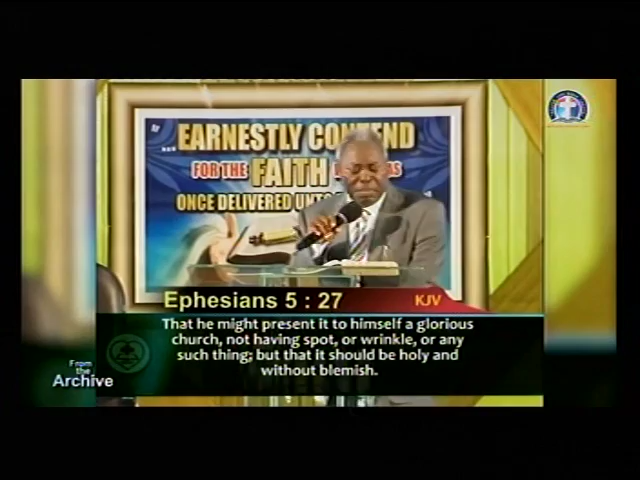 ...EARNESTLY
FOR THE FAITH
ONCE DELIVERED
Ephesians 5 : 27
KJV
That he might present it to himself a glorious
church, not having spot, or wrinkle, or any
such thing; but that it should be holy and
without blemish.
From
the
Archive